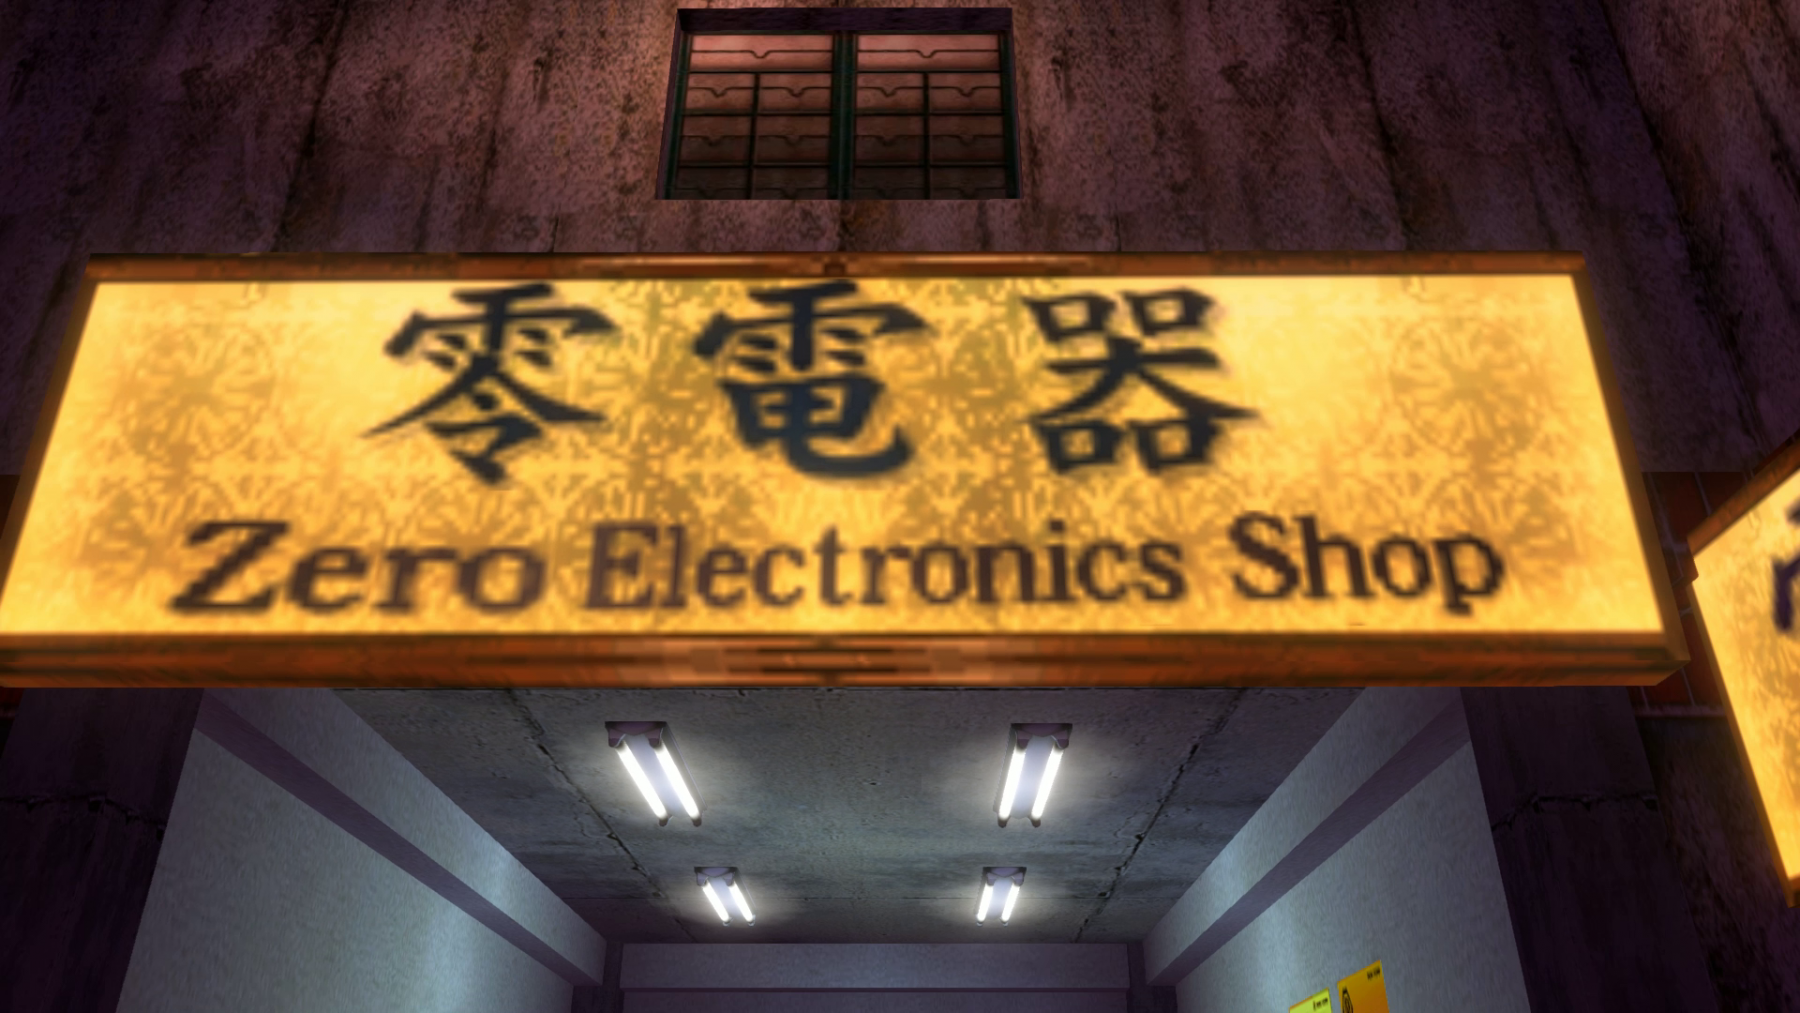 零電器
Zero Electronics Shop